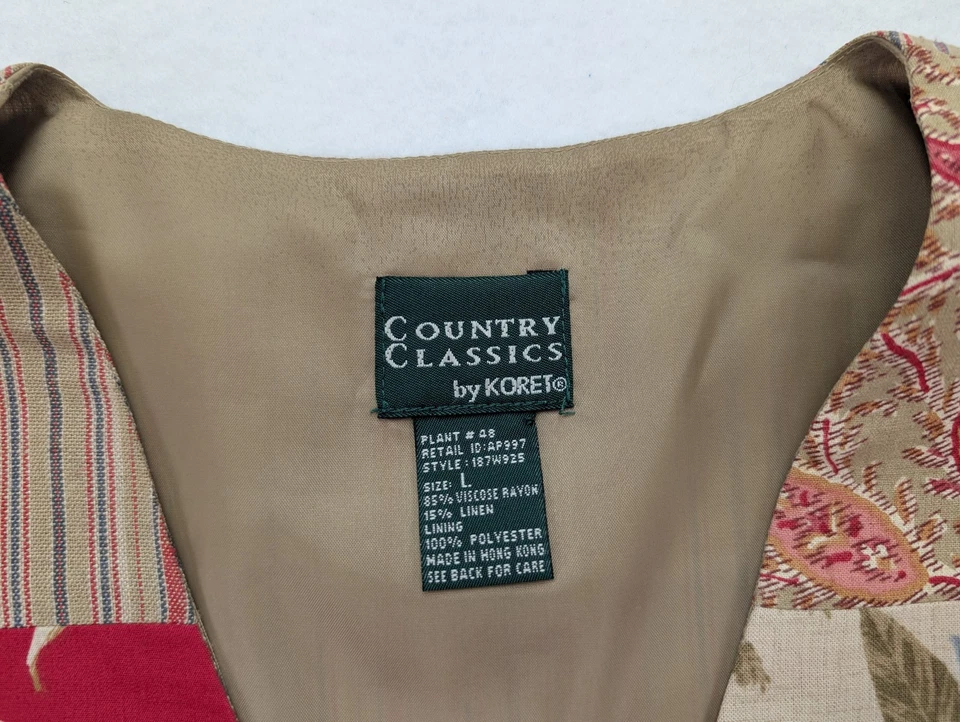 COUNTRY
CLASSICS
by KORET®
PLANT # 48
RETAIL ID:AP997
STYLE:187W925
SIZE: L
85% VISCOSE RAYON
15% LINEN
LINING
100% POLYESTER
MADE IN HONG KONG
SEE BACK FOR CARE